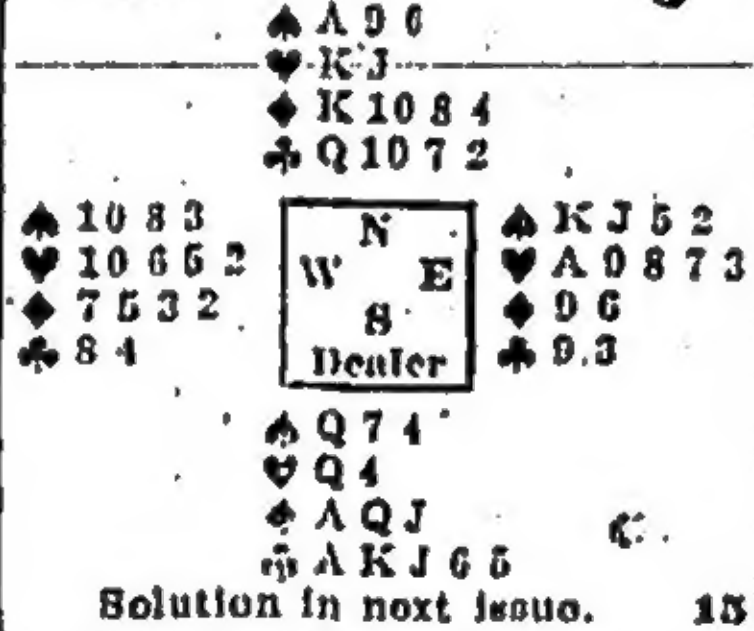 ♠ A 9 6
♥ K J
♦ K 10 8 4
♣ Q 10 7 2
♠ 10 8 3
♥ 10 6 5 2
♦ 7 5 3 2
♣ 8 4
N
W E
S
Dealer
♠ K J 5 2
♥ A 9 8 7 3
♦ 9 6
♣ 9 3
♠ Q 7 4
♥ Q 4
♦ A Q J
♣ A K J 6 5
Solution in next issue. 15